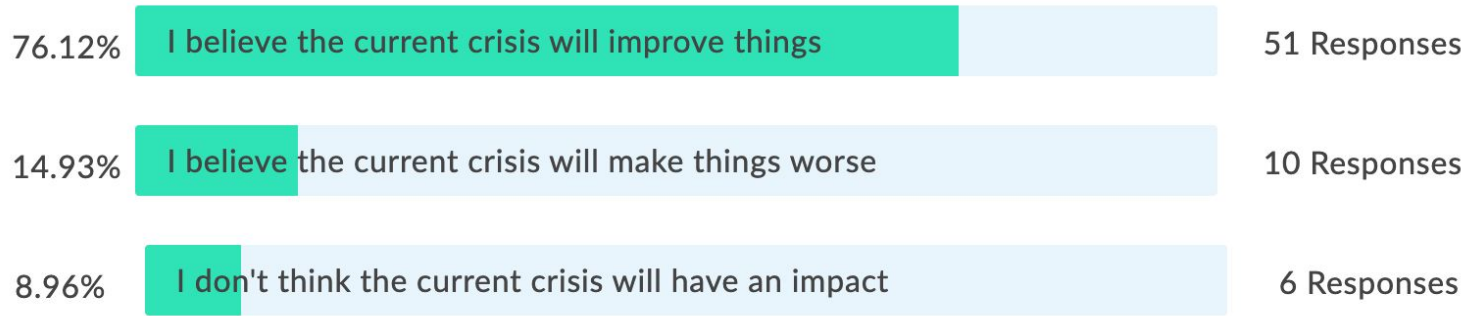 76.12% I believe the current crisis will improve things 51 Responses
14.93% I believe the current crisis will make things worse 10 Responses
8.96% I don't think the current crisis will have an impact 6 Responses